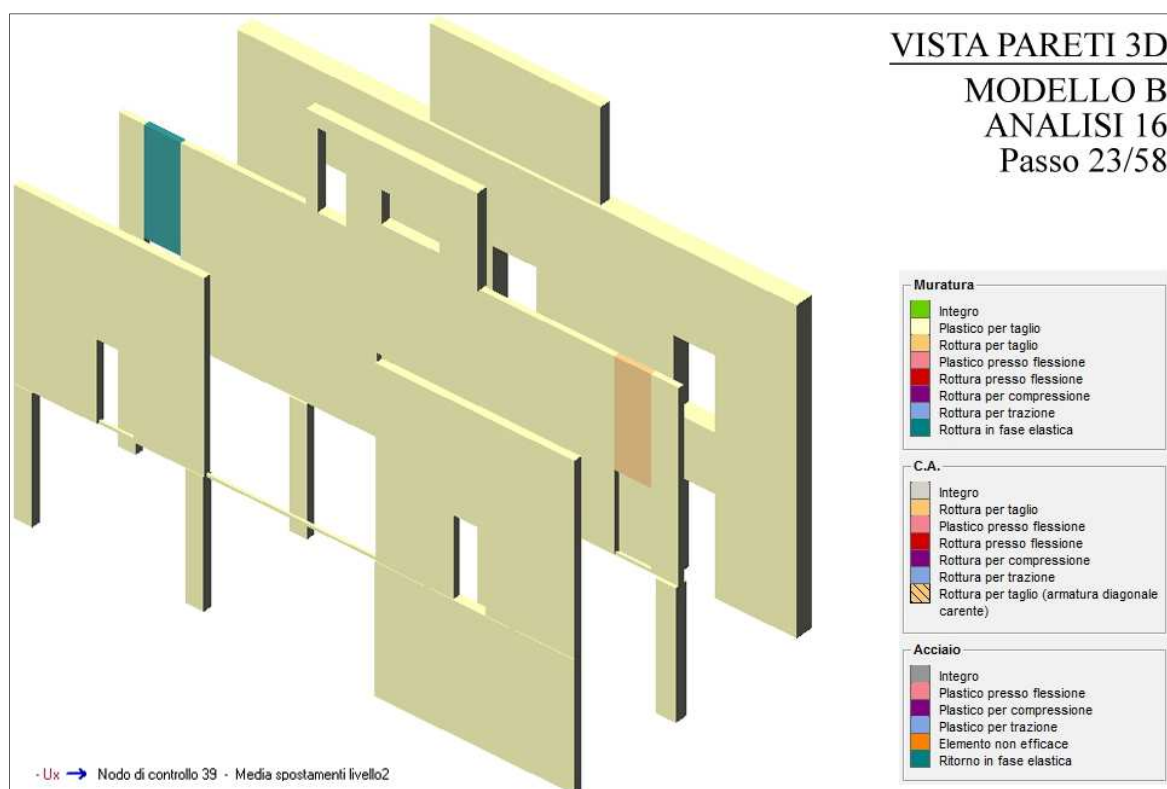 VISTA PARETI 3D
MODELLO B
ANALISI 16
Passo 23/58
Muratura
Integro
Plastico per taglio
Rottura per taglio
Plastico presso flessione
Rottura presso flessione
Rottura per compressione
Rottura per trazione
Rottura in fase elastica
C.A.
Integro
Rottura per taglio
Plastico presso flessione
Rottura presso flessione
Rottura per compressione
Rottura per trazione
Rottura per taglio (armatura diagonale
carente)
Acciaio
Integro
Plastico presso flessione
Plastico per compressione
Plastico per trazione
Elemento non efficace
Ritorno in fase elastica
- Ux → Nodo di controllo 39 - Media spostamenti livello2